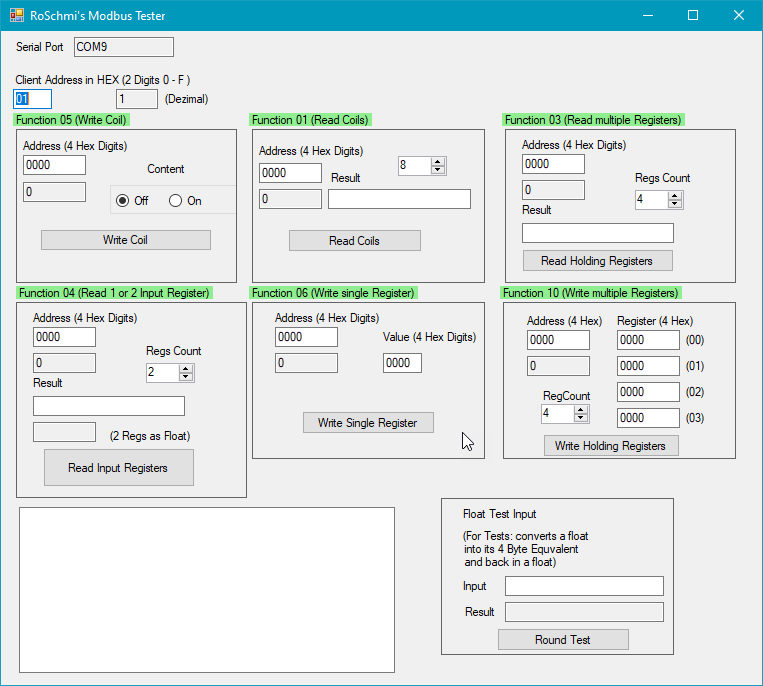 RoSchmi's Modbus Tester
Serial Port COM9
Client Address in HEX (2 Digits 0 - F )
01 1 (Dezimal)
Function 05 (Write Coil)
Address (4 Hex Digits)
0000
Content
0
Off On
Write Coil
Function 01 (Read Coils)
Address (4 Hex Digits)
8
0000
Result
0
Read Coils
Function 03 (Read multiple Registers)
Address (4 Hex Digits)
0000
Regs Count
0
4
Result
Read Holding Registers
Function 04 (Read 1 or 2 Input Register)
Address (4 Hex Digits)
0000
Regs Count
0
2
Result
(2 Regs as Float)
Read Input Registers
Function 06 (Write single Register)
Address (4 Hex Digits)
0000
Value (4 Hex Digits)
0
0000
Write Single Register
Function 10 (Write multiple Registers)
Address (4 Hex) Register (4 Hex)
0000 0000 (00)
0 0000 (01)
RegCount 0000 (02)
4 0000 (03)
Write Holding Registers
Float Test Input
(For Tests: converts a float
into its 4 Byte Equvalent
and back in a float)
Input
Result
Round Test